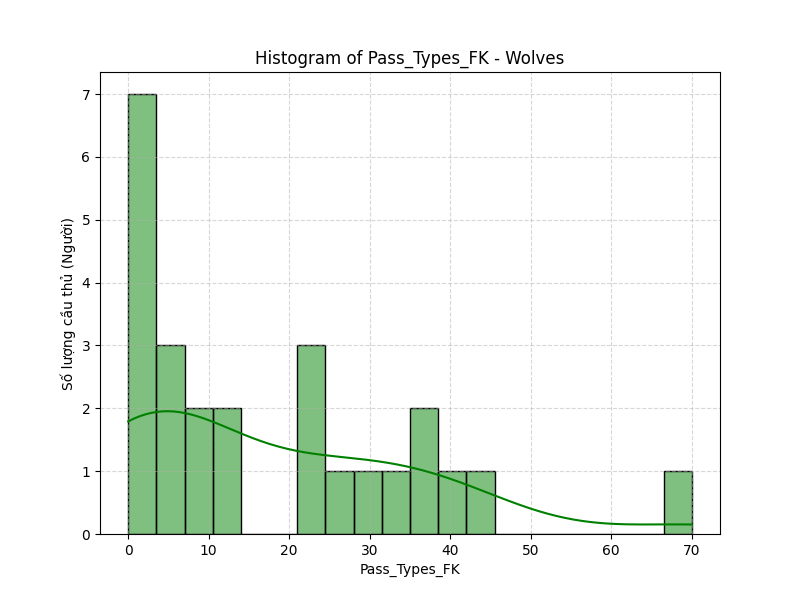 Histogram of Pass_Types_FK - Wolves
Số lượng cầu thủ (Người)
7
6
5
4
3
2
1
0
0 10 20 30 40 50 60 70
Pass_Types_FK